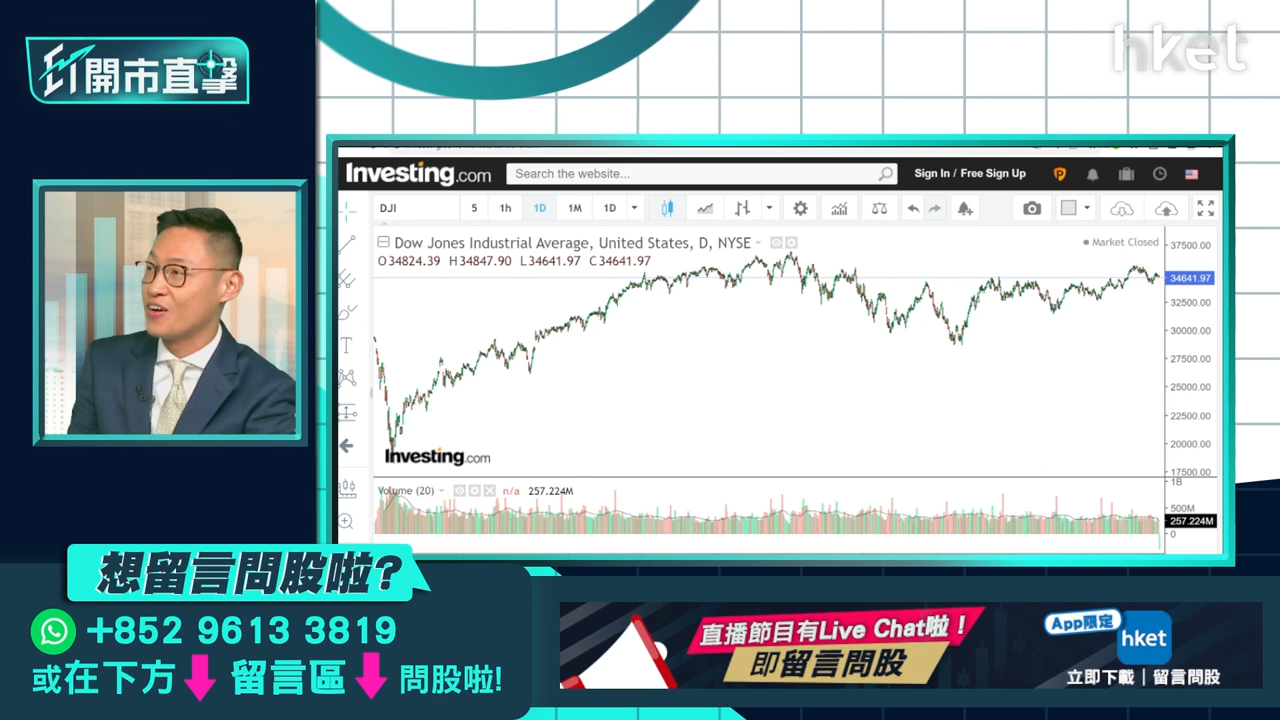 hket
ET開市直擊
Investing.com
Search the website...
Sign In / Free Sign Up
DJI
5
1h
1D
1M
1D
Dow Jones Industrial Average, United States, D, NYSE
Market Closed
O34824.39 H34847.90 L34641.97 C34641.97
37500.00
34641.97
32500.00
30000.00
27500.00
25000.00
22500.00
20000.00
17500.00
Investing.com
Volume (20)
n/a
257.224M
1B
500M
257.224M
0
想留言問股啦?
+852 9613 3819
或在下方 留言區 問股啦!
直播節目有Live Chat啦!
即留言問股
App限定
hket
立即下載|留言問股